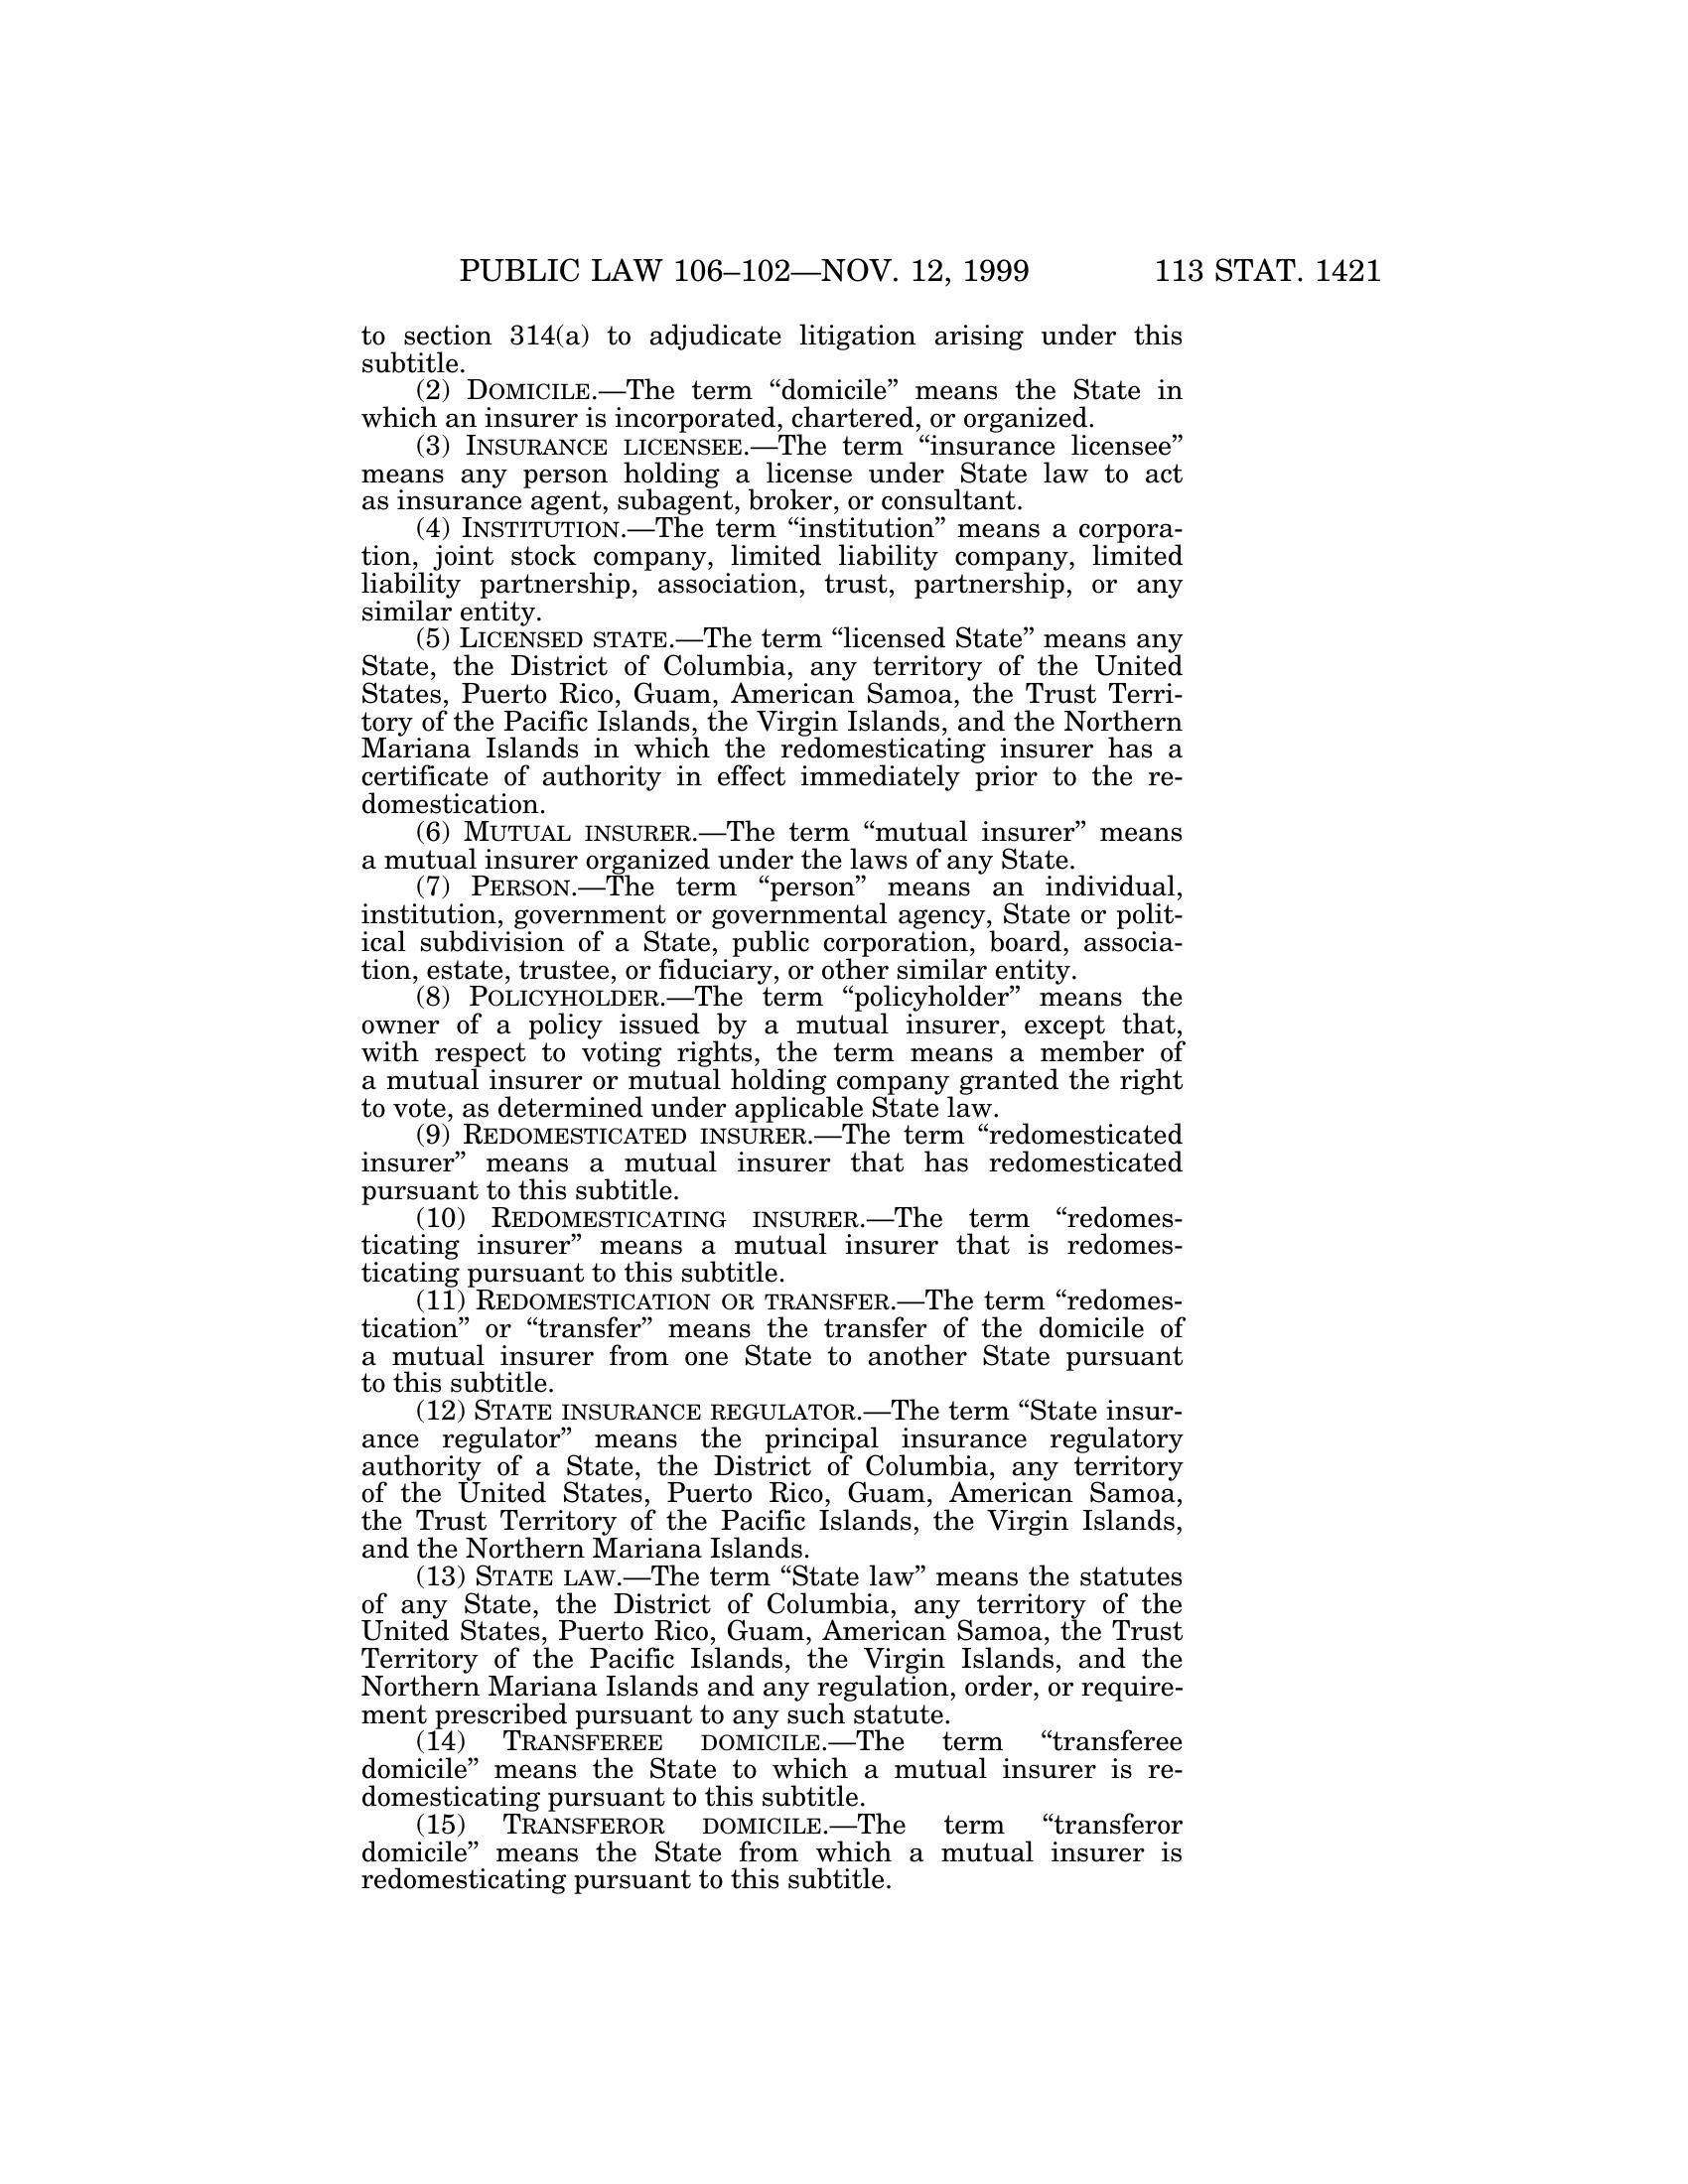 PUBLIC LAW 106–102—NOV. 12, 1999 113 STAT. 1421
to section 314(a) to adjudicate litigation arising under this
subtitle.
(2) DOMICILE.—The term “domicile” means the State in
which an insurer is incorporated, chartered, or organized.
(3) INSURANCE LICENSEE.—The term “insurance licensee”
means any person holding a license under State law to act
as insurance agent, subagent, broker, or consultant.
(4) INSTITUTION.—The term “institution” means a corpora-
tion, joint stock company, limited liability company, limited
liability partnership, association, trust, partnership, or any
similar entity.
(5) LICENSED STATE.—The term “licensed State” means any
State, the District of Columbia, any territory of the United
States, Puerto Rico, Guam, American Samoa, the Trust Terri-
tory of the Pacific Islands, the Virgin Islands, and the Northern
Mariana Islands in which the redomesticating insurer has a
certificate of authority in effect immediately prior to the re-
domestication.
(6) MUTUAL INSURER.—The term “mutual insurer” means
a mutual insurer organized under the laws of any State.
(7) PERSON.—The term “person” means an individual,
institution, government or governmental agency, State or polit-
ical subdivision of a State, public corporation, board, associa-
tion, estate, trustee, or fiduciary, or other similar entity.
(8) POLICYHOLDER.—The term “policyholder” means the
owner of a policy issued by a mutual insurer, except that,
with respect to voting rights, the term means a member of
a mutual insurer or mutual holding company granted the right
to vote, as determined under applicable State law.
(9) REDOMESTICATED INSURER.—The term “redomesticated
insurer” means a mutual insurer that has redomesticated
pursuant to this subtitle.
(10) REDOMESTICATING INSURER.—The term “redomes-
ticating insurer” means a mutual insurer that is redomes-
ticating pursuant to this subtitle.
(11) REDOMESTICATION OR TRANSFER.—The term “redomes-
tication” or “transfer” means the transfer of the domicile of
a mutual insurer from one State to another State pursuant
to this subtitle.
(12) STATE INSURANCE REGULATOR.—The term “State insur-
ance regulator” means the principal insurance regulatory
authority of a State, the District of Columbia, any territory
of the United States, Puerto Rico, Guam, American Samoa,
the Trust Territory of the Pacific Islands, the Virgin Islands,
and the Northern Mariana Islands.
(13) STATE LAW.—The term “State law” means the statutes
of any State, the District of Columbia, any territory of the
United States, Puerto Rico, Guam, American Samoa, the Trust
Territory of the Pacific Islands, the Virgin Islands, and the
Northern Mariana Islands and any regulation, order, or require-
ment prescribed pursuant to any such statute.
(14) TRANSFEREE DOMICILE.—The term “transferee
domicile” means the State to which a mutual insurer is re-
domesticating pursuant to this subtitle.
(15) TRANSFEROR DOMICILE.—The term “transferor
domicile” means the State from which a mutual insurer is
redomesticating pursuant to this subtitle.